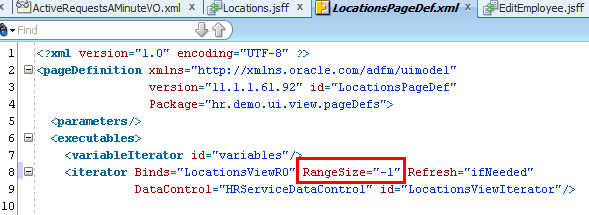 ActiveRequestsAMinuteVO.xml Locations.jsff LocationsPageDef.xml EditEmployee.jsff
Find
1 <?xml version="1.0" encoding="UTF-8" ?>
2 <pageDefinition xmlns="http://xmlns.oracle.com/adfm/uimodel"
3 version="11.1.1.61.92" id="LocationsPageDef"
4 Package="hr.demo.ui.view.pageDefs">
5 <parameters/>
6 <executables>
7 <variableIterator id="variables"/>
8 <iterator Binds="LocationsViewRO" RangeSize="-1" Refresh="ifNeeded"
9 DataControl="HRServiceDataControl" id="LocationsViewIterator"/>
10